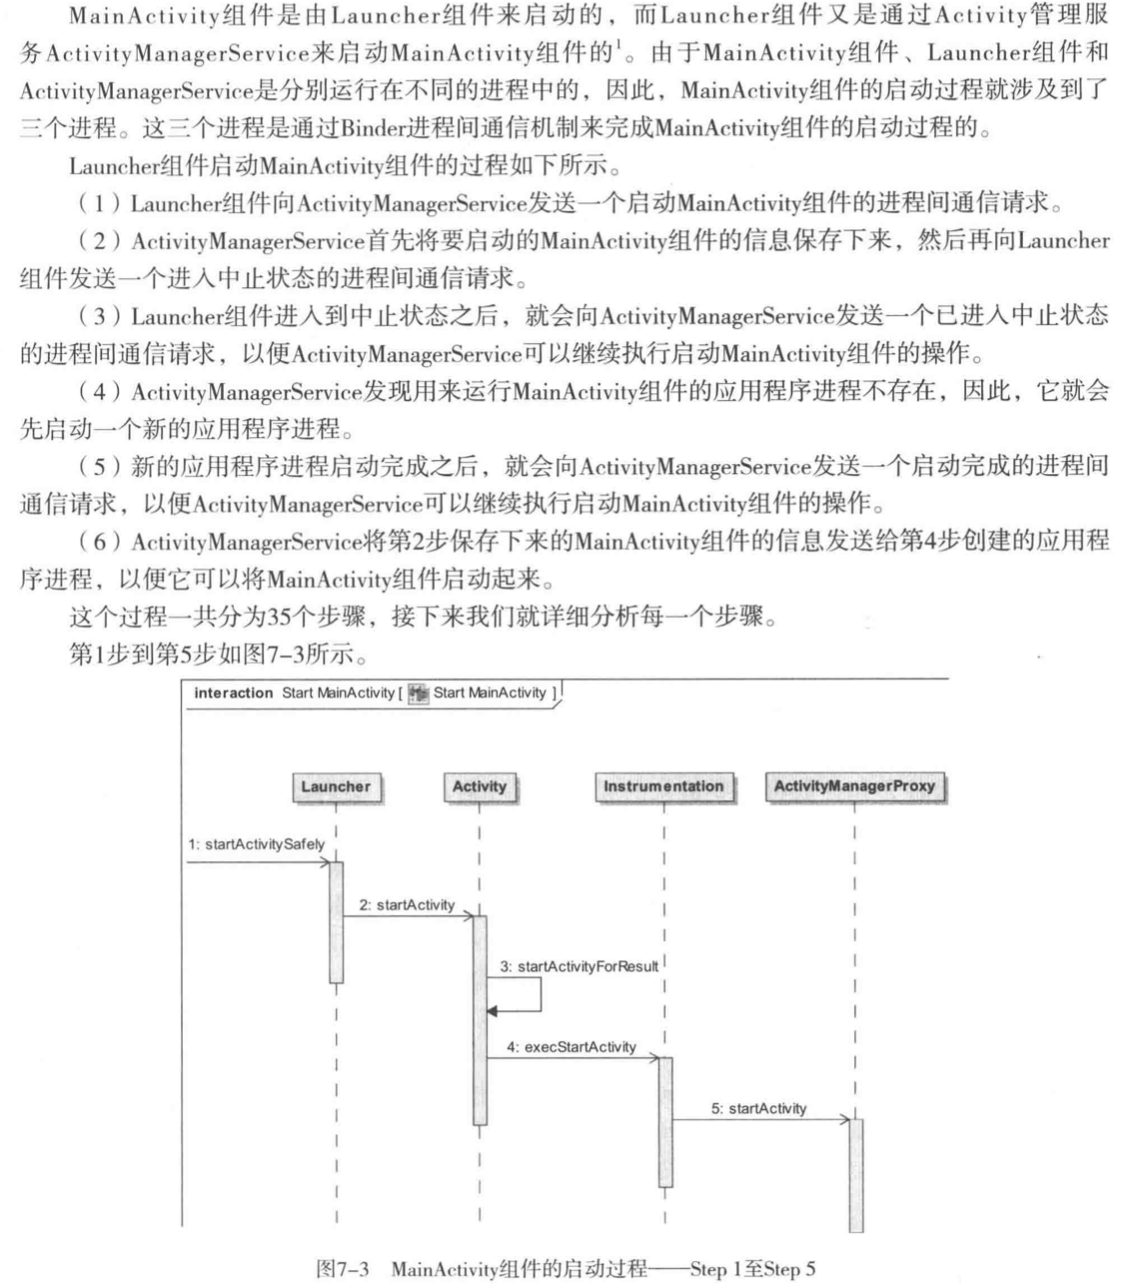 MainActivity组件是由Launcher组件来启动的，而Launcher组件又是通过Activity管理服
务ActivityManagerService来启动MainActivity组件的1。由于MainActivity组件、Launcher组件和
ActivityManagerService是分别运行在不同的进程中的，因此，MainActivity组件的启动过程就涉及到了
三个进程。这三个进程是通过Binder进程间通信机制来完成MainActivity组件的启动过程的。
Launcher组件启动MainActivity组件的过程如下所示。
（1）Launcher组件向ActivityManagerService发送一个启动MainActivity组件的进程间通信请求。
（2）ActivityManagerService首先将要启动的MainActivity组件的信息保存下来，然后再向Launcher
组件发送一个进入中止状态的进程间通信请求。
（3）Launcher组件进入到中止状态之后，就会向ActivityManagerService发送一个已进入中止状态
的进程间通信请求，以便ActivityManagerService可以继续执行启动MainActivity组件的操作。
（4）ActivityManagerService发现用来运行MainActivity组件的应用程序进程不存在，因此，它就会
先启动一个新的应用程序进程。
（5）新的应用程序进程启动完成之后，就会向ActivityManagerService发送一个启动完成的进程间
通信请求，以便ActivityManagerService可以继续执行启动MainActivity组件的操作。
（6）ActivityManagerService将第2步保存下来的MainActivity组件的信息发送给第4步创建的应用程
序进程，以便它可以将MainActivity组件启动起来。
这个过程一共分为35个步骤，接下来我们就详细分析每一个步骤。
第1步到第5步如图7-3所示。
interaction Start MainActivity [ Start MainActivity ]
Launcher Activity Instrumentation ActivityManagerProxy
1: startActivitySafely
2: startActivity
3: startActivityForResult
4: execStartActivity
5: startActivity
图7-3 MainActivity组件的启动过程——Step 1至Step 5